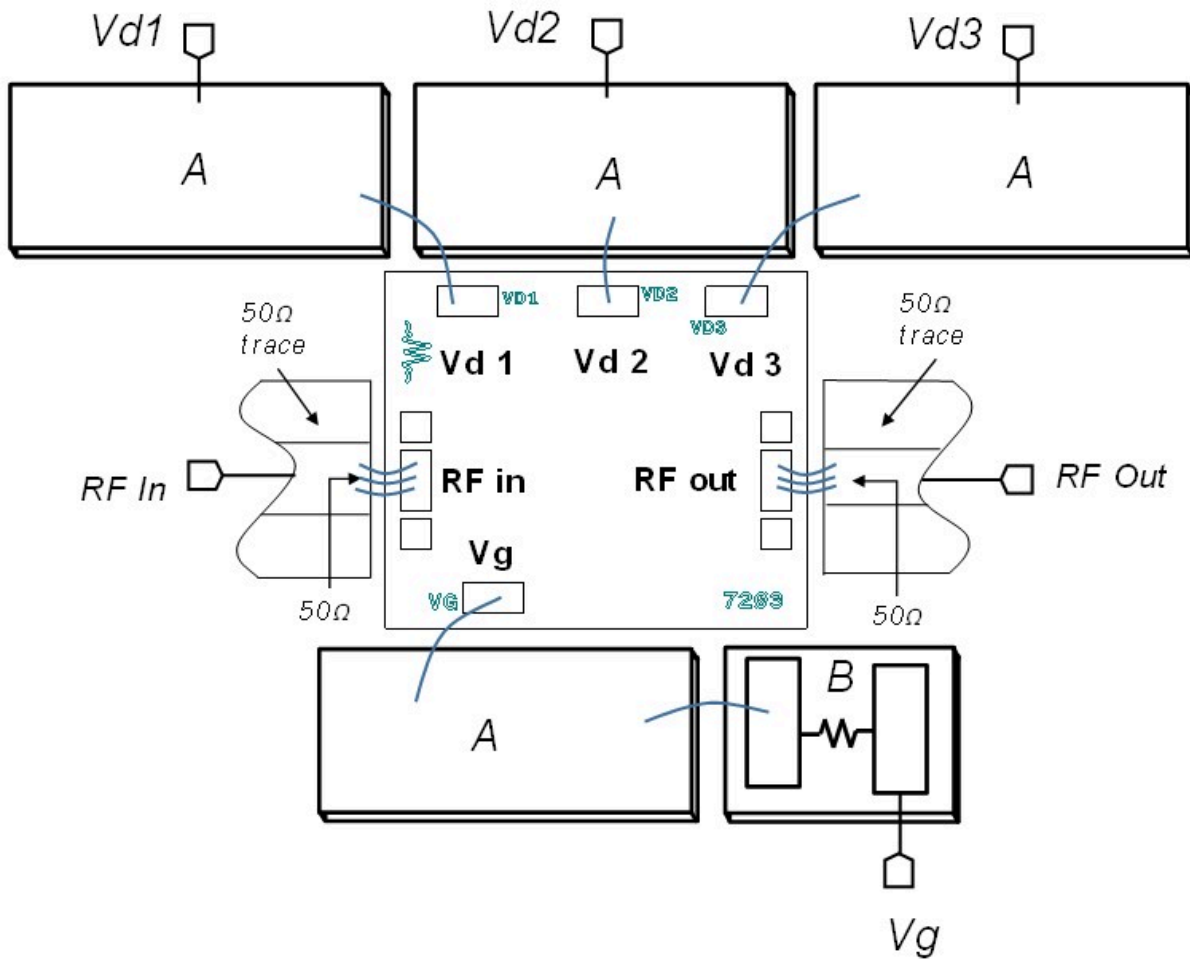 Vd1
Vd2
Vd3
A
A
A
VD1
VD2
VD3
50Ω
trace
50Ω
trace
Vd 1
Vd 2
Vd 3
RF In
RF in
RF out
RF Out
Vg
50Ω
VG
7203
50Ω
A
B
Vg